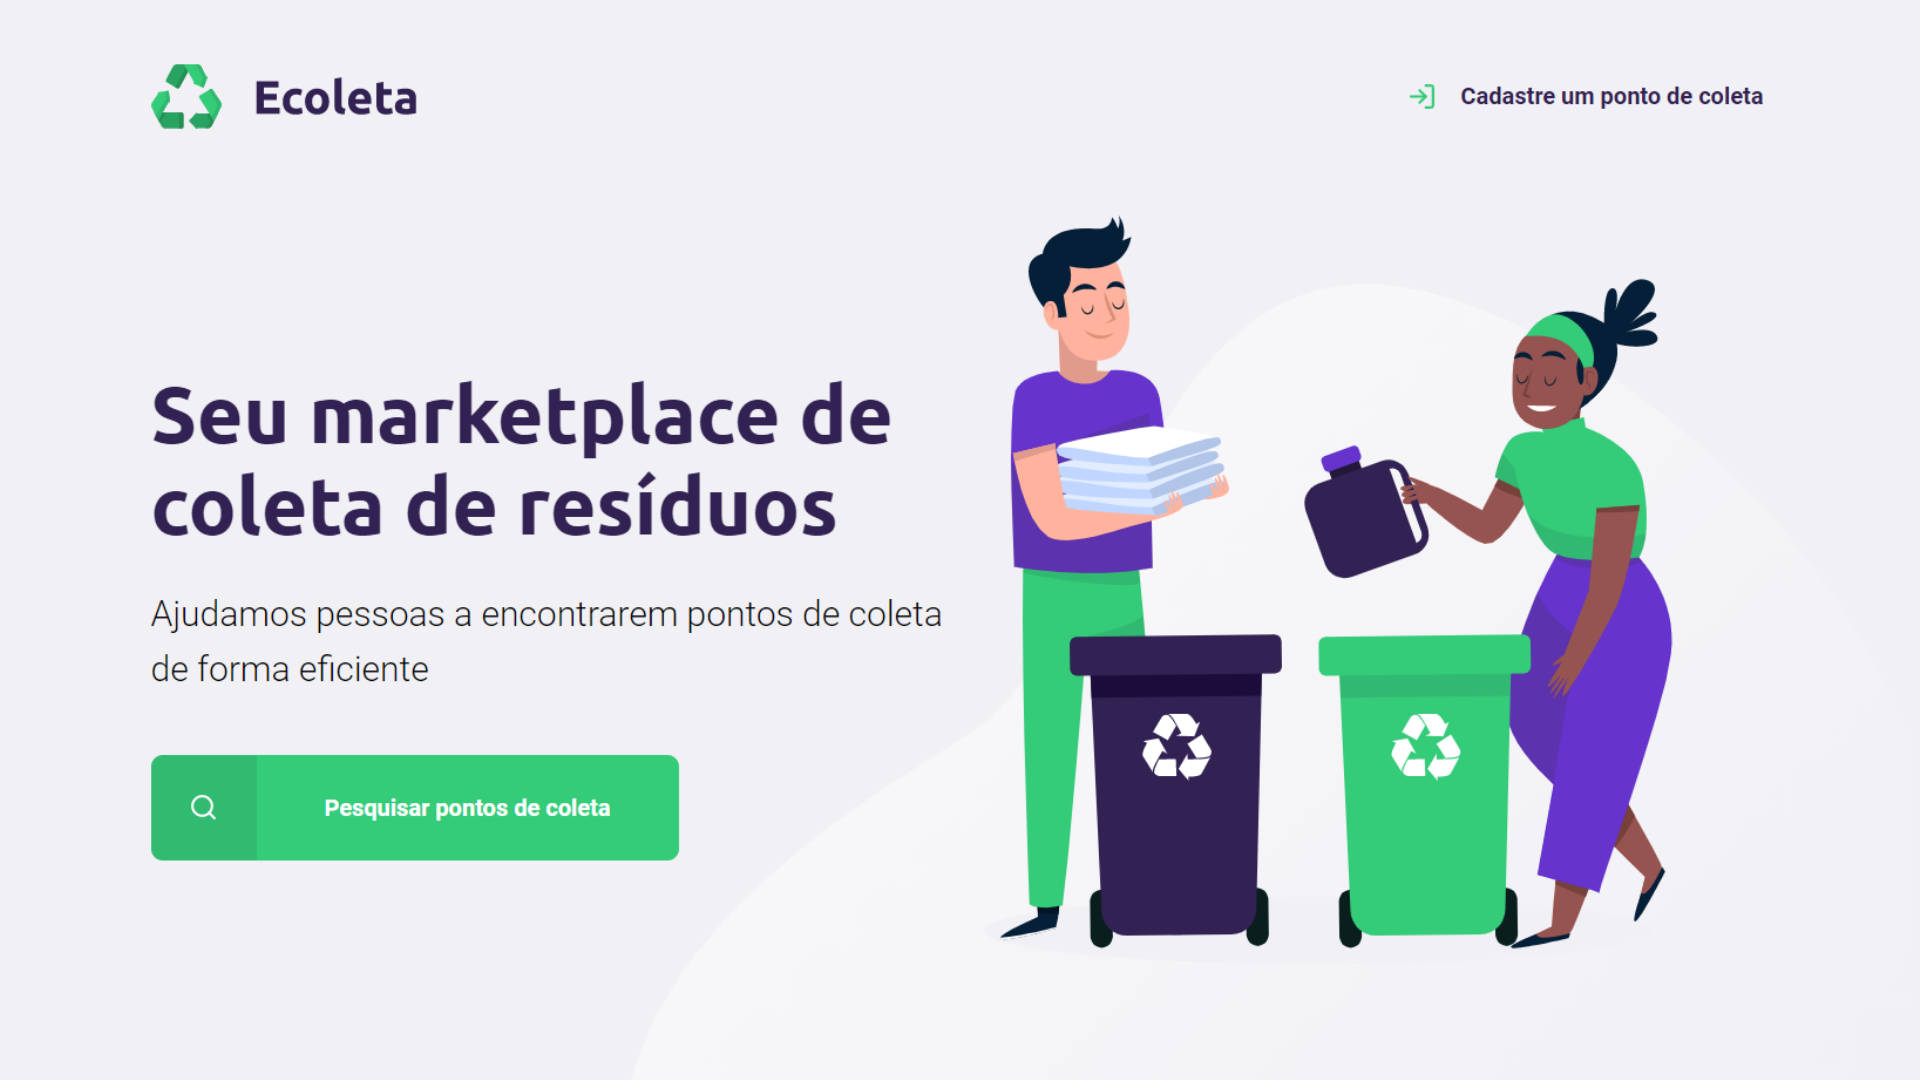 Ecoleta
Cadastre um ponto de coleta
Seu marketplace de
coleta de resíduos
Ajudamos pessoas a encontrarem pontos de coleta
de forma eficiente
Pesquisar pontos de coleta